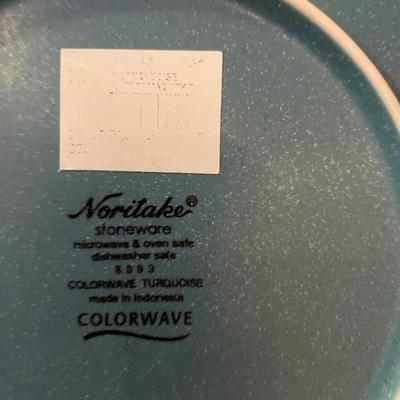 Noritake®
stoneware
microwave & oven safe
dishwasher safe
8093
COLORWAVE TURQUOISE
made in Indonesia
COLORWAVE